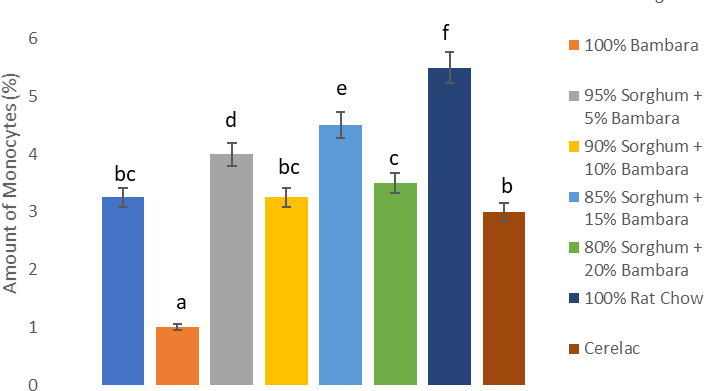 6
5
4
3
2
1
0
Amount of Monocytes (%)
bc
a
d
bc
e
c
f
b
100% Bambara
95% Sorghum +
5% Bambara
90% Sorghum +
10% Bambara
85% Sorghum +
15% Bambara
80% Sorghum +
20% Bambara
100% Rat Chow
Cerelac